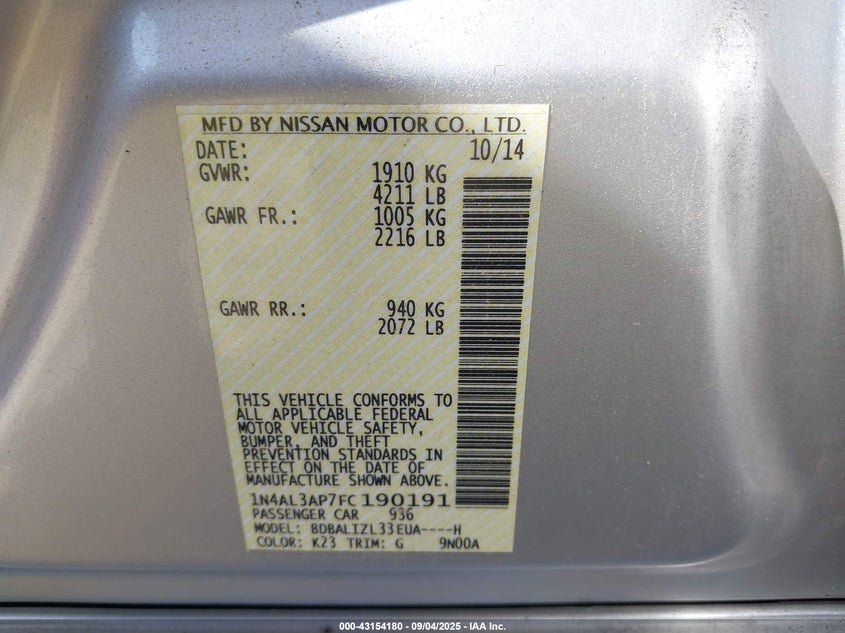 MFD BY NISSAN MOTOR CO., LTD.
DATE: 10/14
GVWR: 1910 KG
4211 LB
GAWR FR.: 1005 KG
2216 LB
GAWR RR.: 940 KG
2072 LB
THIS VEHICLE CONFORMS TO
ALL APPLICABLE FEDERAL
MOTOR VEHICLE SAFETY,
BUMPER, AND THEFT
PREVENTION STANDARDS IN
EFFECT ON THE DATE OF
MANUFACTURE SHOWN ABOVE.
1N4AL3AP7FC190191
PASSENGER CAR 936
MODEL: BDBALIZL33EUA----H
COLOR: K23 TRIM: G 9N00A
000-43154180 - 09/04/2025 - IAA Inc.